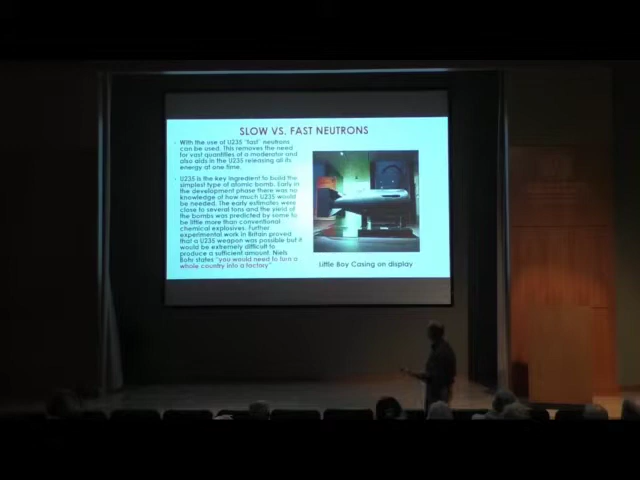 SLOW VS. FAST NEUTRONS
With the use of U235 "fast" neutrons
can be used. This removes the need
for vast quantities of a moderator and
also aids in the U235 releasing all its
energy at one time.
U235 is the key ingredient to build the
simplest type of atomic bomb. Early in
the development phase there was no
knowledge of how much U235 would
be needed. The early estimates were
close to several tons and the yield of
the bombs was predicted by some to
be little more than conventional
chemical explosives. Further
experimental work in Britain proved
that a U235 weapon was possible but it
would be extremely difficult to
produce a sufficient amount. Niels
Bohr states "you would need to turn a
whole country into a factory"
Little Boy Casing on display